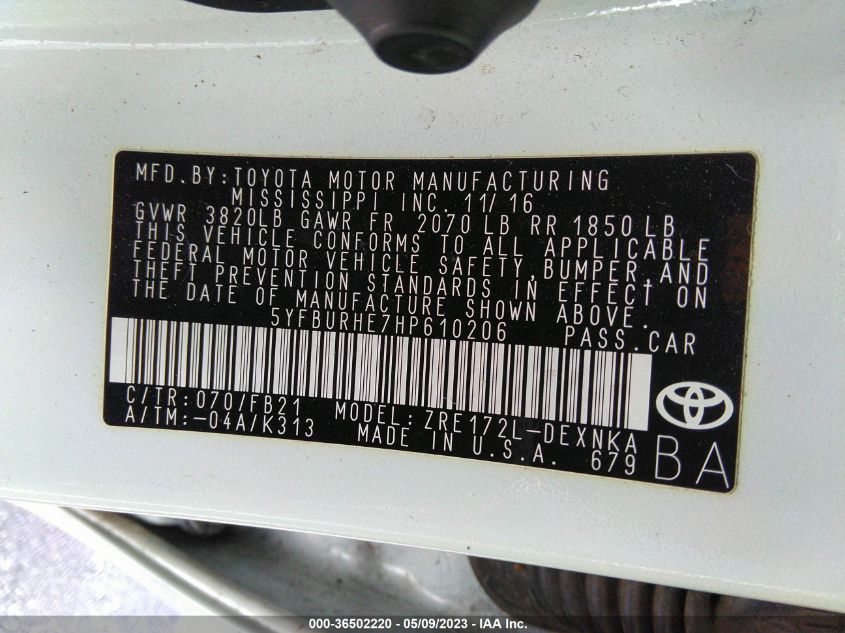 MFD.BY:TOYOTA MOTOR MANUFACTURING
MISSISSIPPI INC. 11/16
GVWR 3820LB GAWR FR 2070 LB RR 1850 LB
THIS VEHICLE CONFORMS TO ALL APPLICABLE
FEDERAL MOTOR VEHICLE SAFETY,BUMPER,AND
THEFT PREVENTION STANDARDS IN EFFECT ON
THE DATE OF MANUFACTURE SHOWN ABOVE.
5YFBURHE7HP610206 PASS.CAR
C/TR:070/FB21 MODEL:ZRE172L-DEXNKA
A/TM:-04A/K313 MADE IN U.S.A. 679
BA
000-36502220 - 05/09/2023 - IAA Inc.